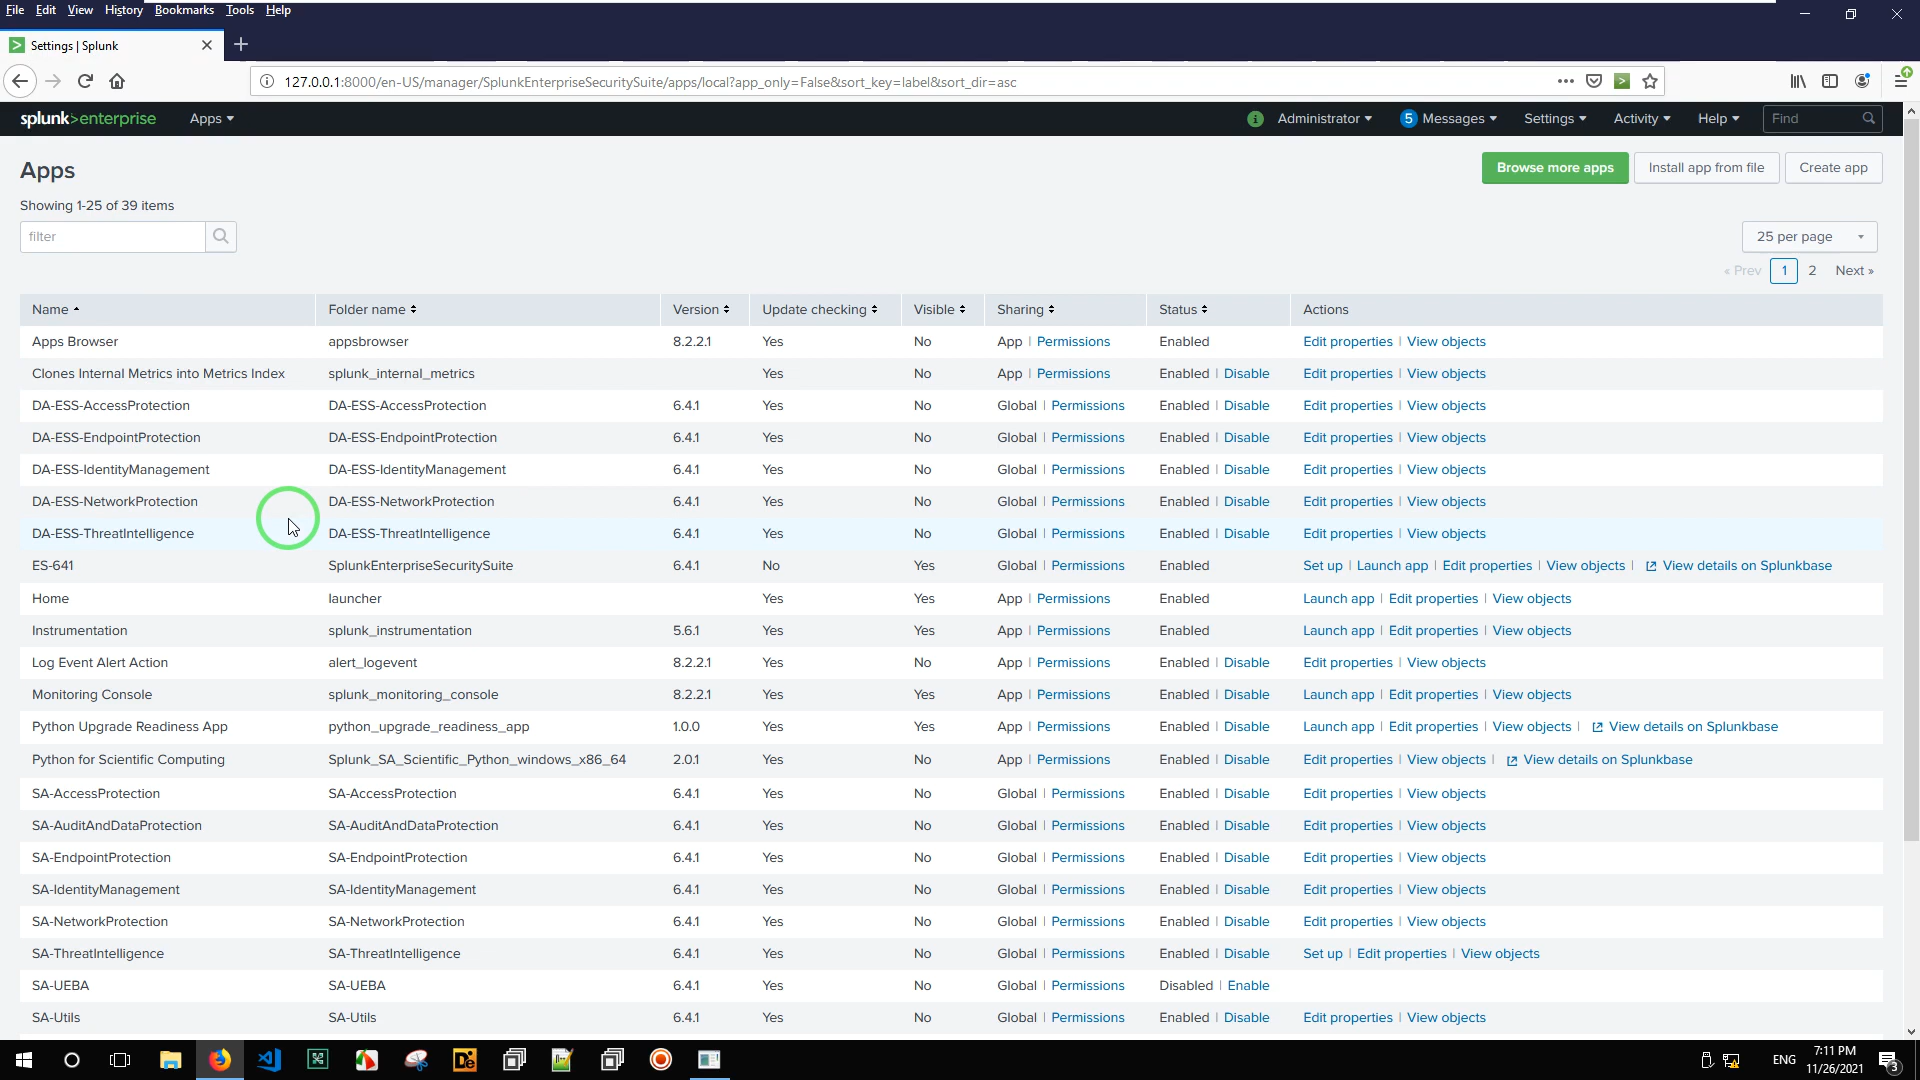 File Edit View History Bookmarks Tools Help
Settings | Splunk
127.0.0.1:8000/en-US/manager/SplunkEnterpriseSecuritySuite/apps/local?app_only=False&sort_key=label&sort_dir=asc
splunk>enterprise Apps Administrator 5 Messages Settings Activity Help Find
Apps Browse more apps Install app from file Create app
Showing 1-25 of 39 items
filter 25 per page
« Prev 1 2 Next »
Name Folder name Version Update checking Visible Sharing Status Actions
Apps Browser appsbrowser 8.2.2.1 Yes No App | Permissions Enabled Edit properties | View objects
Clones Internal Metrics into Metrics Index splunk_internal_metrics Yes No App | Permissions Enabled | Disable Edit properties | View objects
DA-ESS-AccessProtection DA-ESS-AccessProtection 6.4.1 Yes No Global | Permissions Enabled | Disable Edit properties | View objects
DA-ESS-EndpointProtection DA-ESS-EndpointProtection 6.4.1 Yes No Global | Permissions Enabled | Disable Edit properties | View objects
DA-ESS-IdentityManagement DA-ESS-IdentityManagement 6.4.1 Yes No Global | Permissions Enabled | Disable Edit properties | View objects
DA-ESS-NetworkProtection DA-ESS-NetworkProtection 6.4.1 Yes No Global | Permissions Enabled | Disable Edit properties | View objects
DA-ESS-ThreatIntelligence DA-ESS-ThreatIntelligence 6.4.1 Yes No Global | Permissions Enabled | Disable Edit properties | View objects
ES-641 SplunkEnterpriseSecuritySuite 6.4.1 No Yes Global | Permissions Enabled Set up | Launch app | Edit properties | View objects | View details on Splunkbase
Home launcher Yes Yes App | Permissions Enabled Launch app | Edit properties | View objects
Instrumentation splunk_instrumentation 5.6.1 Yes Yes App | Permissions Enabled Launch app | Edit properties | View objects
Log Event Alert Action alert_logevent 8.2.2.1 Yes No App | Permissions Enabled | Disable Edit properties | View objects
Monitoring Console splunk_monitoring_console 8.2.2.1 Yes Yes App | Permissions Enabled | Disable Launch app | Edit properties | View objects
Python Upgrade Readiness App python_upgrade_readiness_app 1.0.0 Yes Yes App | Permissions Enabled | Disable Launch app | Edit properties | View objects | View details on Splunkbase
Python for Scientific Computing Splunk_SA_Scientific_Python_windows_x86_64 2.0.1 Yes No App | Permissions Enabled | Disable Edit properties | View objects | View details on Splunkbase
SA-AccessProtection SA-AccessProtection 6.4.1 Yes No Global | Permissions Enabled | Disable Edit properties | View objects
SA-AuditAndDataProtection SA-AuditAndDataProtection 6.4.1 Yes No Global | Permissions Enabled | Disable Edit properties | View objects
SA-EndpointProtection SA-EndpointProtection 6.4.1 Yes No Global | Permissions Enabled | Disable Edit properties | View objects
SA-IdentityManagement SA-IdentityManagement 6.4.1 Yes No Global | Permissions Enabled | Disable Edit properties | View objects
SA-NetworkProtection SA-NetworkProtection 6.4.1 Yes No Global | Permissions Enabled | Disable Edit properties | View objects
SA-ThreatIntelligence SA-ThreatIntelligence 6.4.1 Yes No Global | Permissions Enabled | Disable Set up | Edit properties | View objects
SA-UEBA SA-UEBA 6.4.1 Yes No Global | Permissions Disabled | Enable
SA-Utils SA-Utils 6.4.1 Yes No Global | Permissions Enabled | Disable Edit properties | View objects
De ENG 7:11 PM 3
11/26/2021